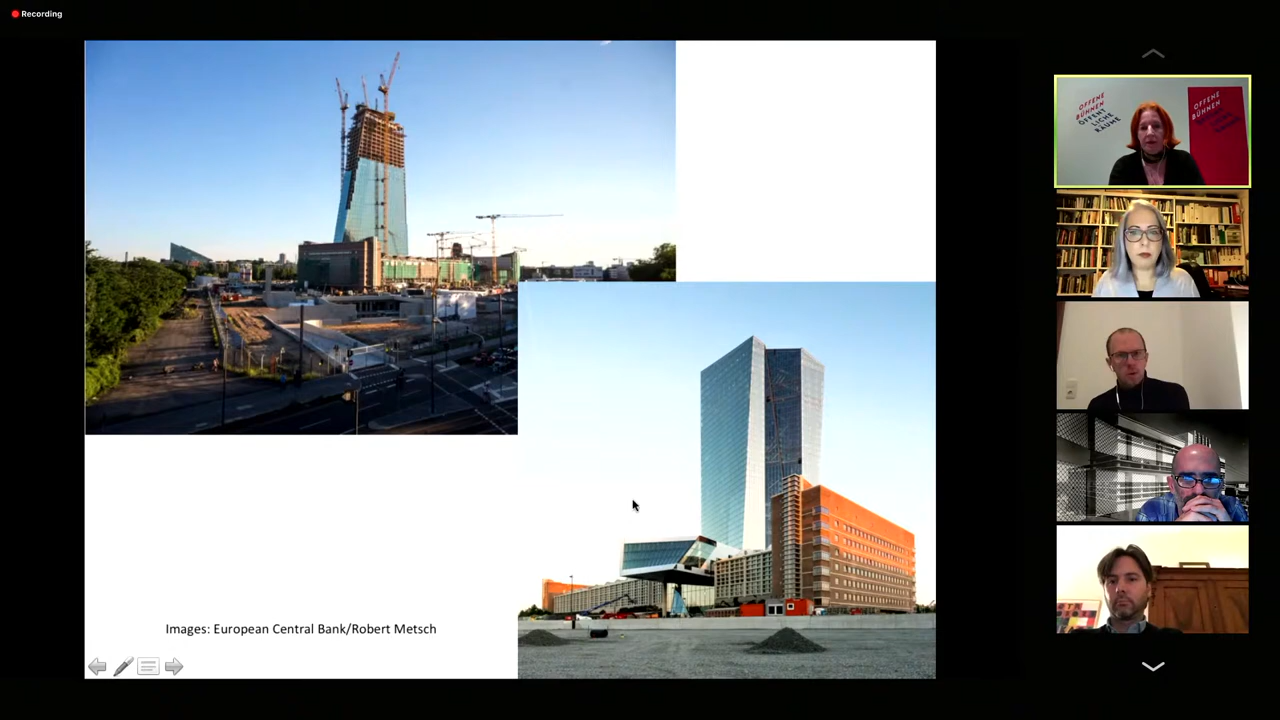 Recording
OFFENE
BÜHNEN
ÖFFENT
LICHE
RÄUME
OFFENE
BÜHNEN
Images: European Central Bank/Robert Metsch